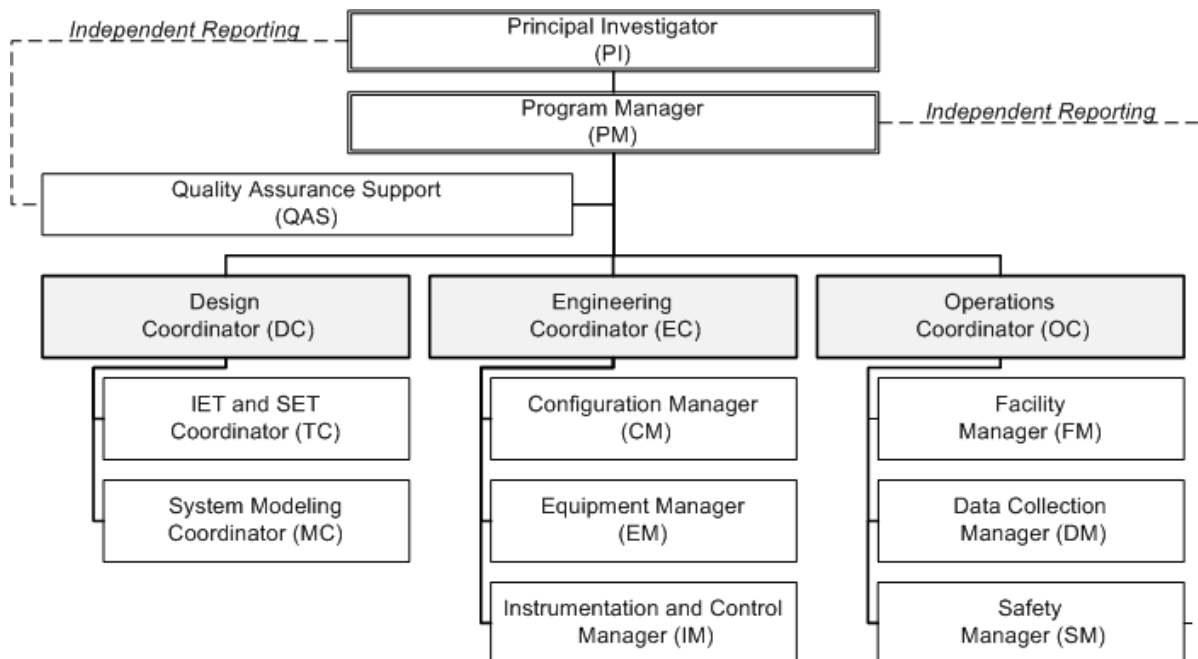 Independent Reporting
Principal Investigator
(PI)
Program Manager
(PM)
Independent Reporting
Quality Assurance Support
(QAS)
Design
Coordinator (DC)
Engineering
Coordinator (EC)
Operations
Coordinator (OC)
IET and SET
Coordinator (TC)
Configuration Manager
(CM)
Facility
Manager (FM)
System Modeling
Coordinator (MC)
Equipment Manager
(EM)
Data Collection
Manager (DM)
Instrumentation and Control
Manager (IM)
Safety
Manager (SM)